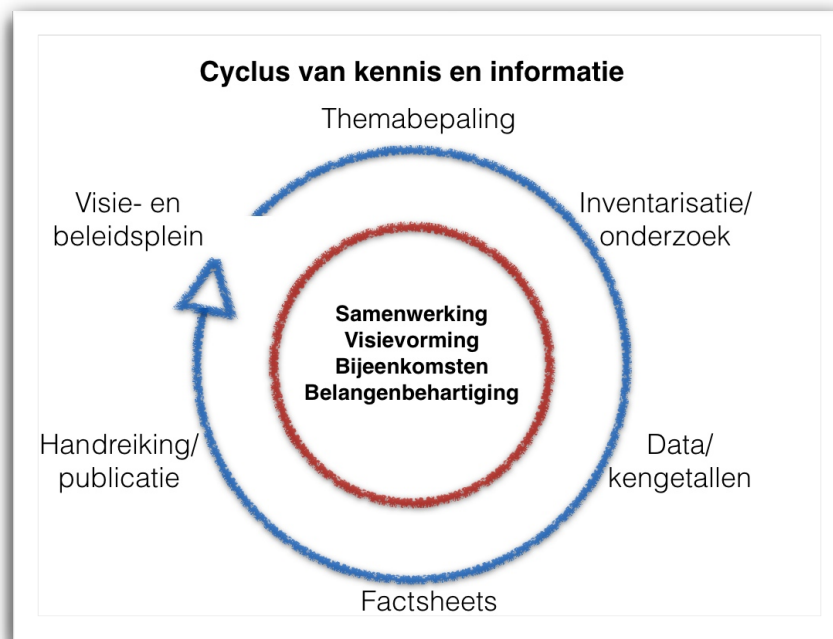 Cyclus van kennis en informatie
Themabepaling
Inventarisatie/
onderzoek
Data/
kengetallen
Factsheets
Handreiking/
publicatie
Visie- en
beleidsplein
Samenwerking
Visievorming
Bijeenkomsten
Belangenbehartiging